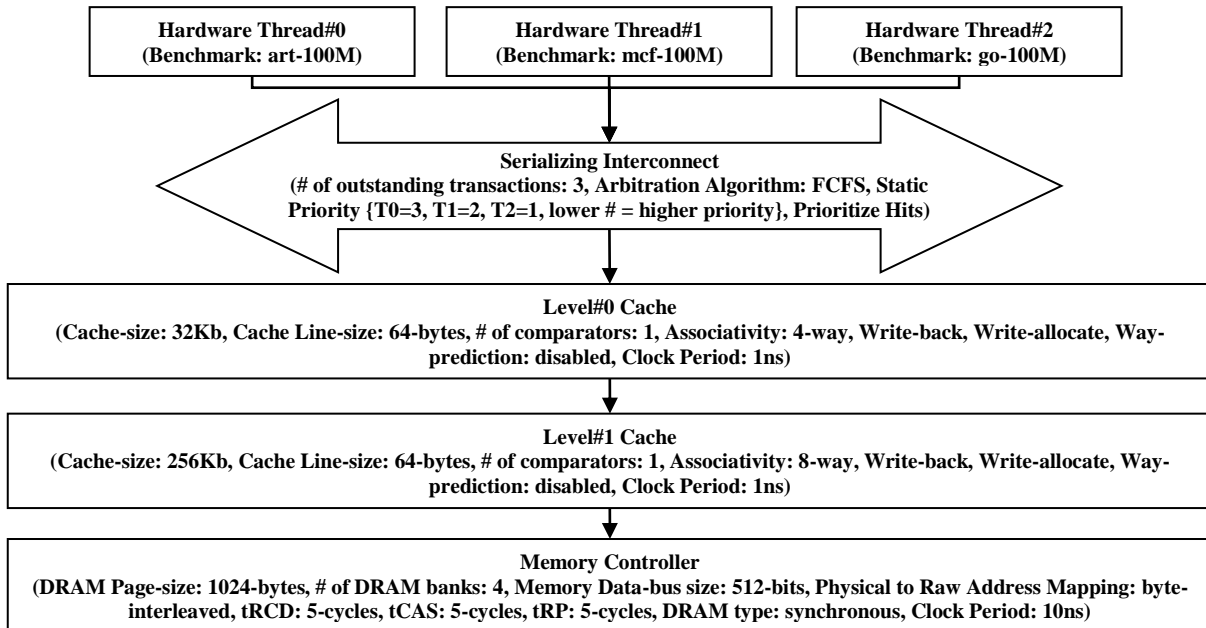 Hardware Thread#0
(Benchmark: art-100M)
Hardware Thread#1
(Benchmark: mcf-100M)
Hardware Thread#2
(Benchmark: go-100M)
Serializing Interconnect
(# of outstanding transactions: 3, Arbitration Algorithm: FCFS, Static
Priority {T0=3, T1=2, T2=1, lower # = higher priority}, Prioritize Hits)
Level#0 Cache
(Cache-size: 32Kb, Cache Line-size: 64-bytes, # of comparators: 1, Associativity: 4-way, Write-back, Write-allocate, Way-
prediction: disabled, Clock Period: 1ns)
Level#1 Cache
(Cache-size: 256Kb, Cache Line-size: 64-bytes, # of comparators: 1, Associativity: 8-way, Write-back, Write-allocate, Way-
prediction: disabled, Clock Period: 1ns)
Memory Controller
(DRAM Page-size: 1024-bytes, # of DRAM banks: 4, Memory Data-bus size: 512-bits, Physical to Raw Address Mapping: byte-
interleaved, tRCD: 5-cycles, tCAS: 5-cycles, tRP: 5-cycles, DRAM type: synchronous, Clock Period: 10ns)